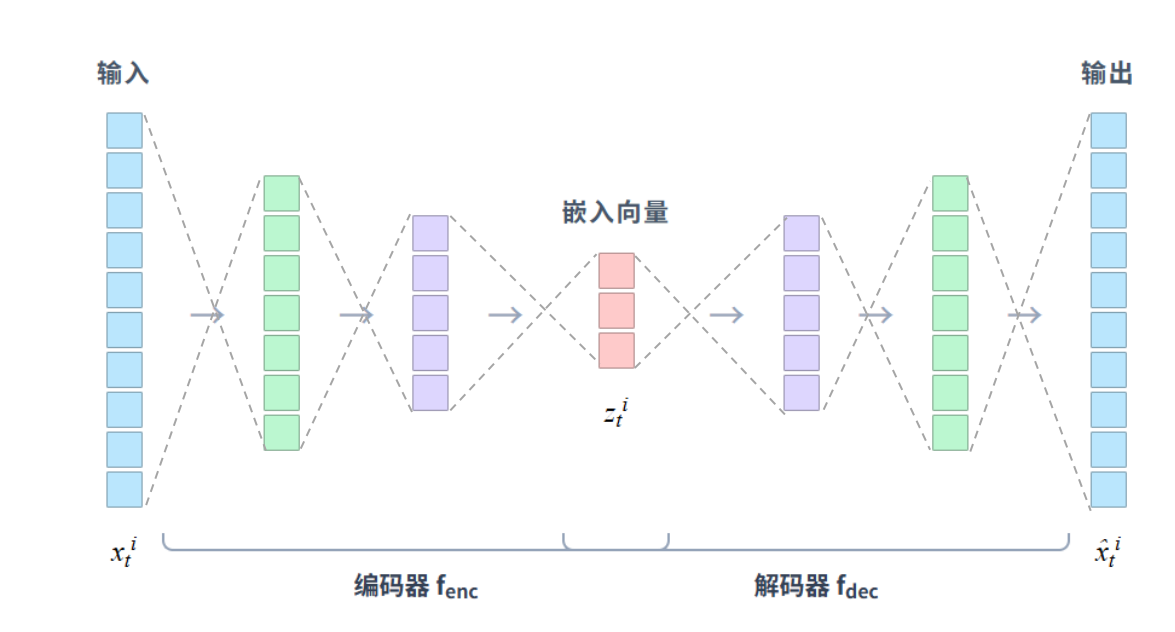 输入
输出
嵌入向量
z_t^i
x_t^i
x̂_t^i
编码器 f_enc
解码器 f_dec